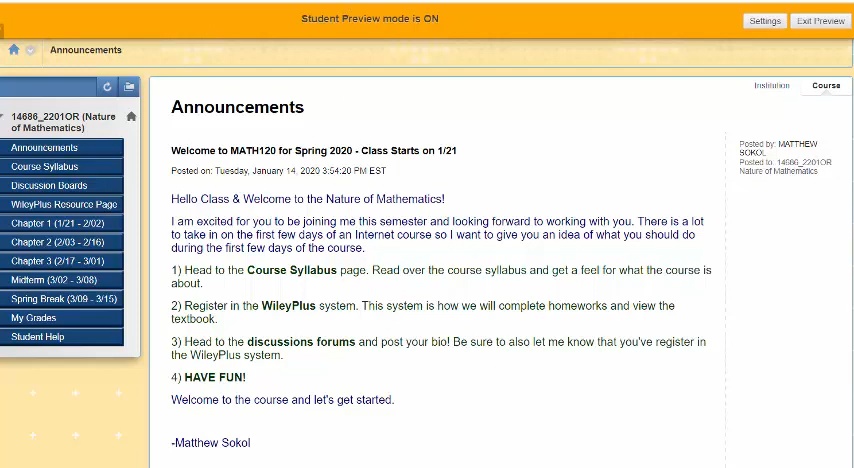 Student Preview mode is ON
Settings
Exit Preview
Announcements
Institution
Course
14686_2201OR (Nature
of Mathematics)
Announcements
Course Syllabus
Discussion Boards
WileyPlus Resource Page
Chapter 1 (1/21 - 2/02)
Chapter 2 (2/03 - 2/16)
Chapter 3 (2/17 - 3/01)
Midterm (3/02 - 3/08)
Spring Break (3/09 - 3/15)
My Grades
Student Help
Announcements
Welcome to MATH120 for Spring 2020 - Class Starts on 1/21
Posted on: Tuesday, January 14, 2020 3:54:20 PM EST
Hello Class & Welcome to the Nature of Mathematics!
I am excited for you to be joining me this semester and looking forward to working with you. There is a lot
to take in on the first few days of an Internet course so I want to give you an idea of what you should do
during the first few days of the course.
1) Head to the Course Syllabus page. Read over the course syllabus and get a feel for what the course is
about.
2) Register in the WileyPlus system. This system is how we will complete homeworks and view the
textbook.
3) Head to the discussions forums and post your bio! Be sure to also let me know that you've register in
the WileyPlus system.
4) HAVE FUN!
Welcome to the course and let's get started.
-Matthew Sokol
Posted by: MATTHEW
SOKOL
Posted to: 14686_2201OR
Nature of Mathematics